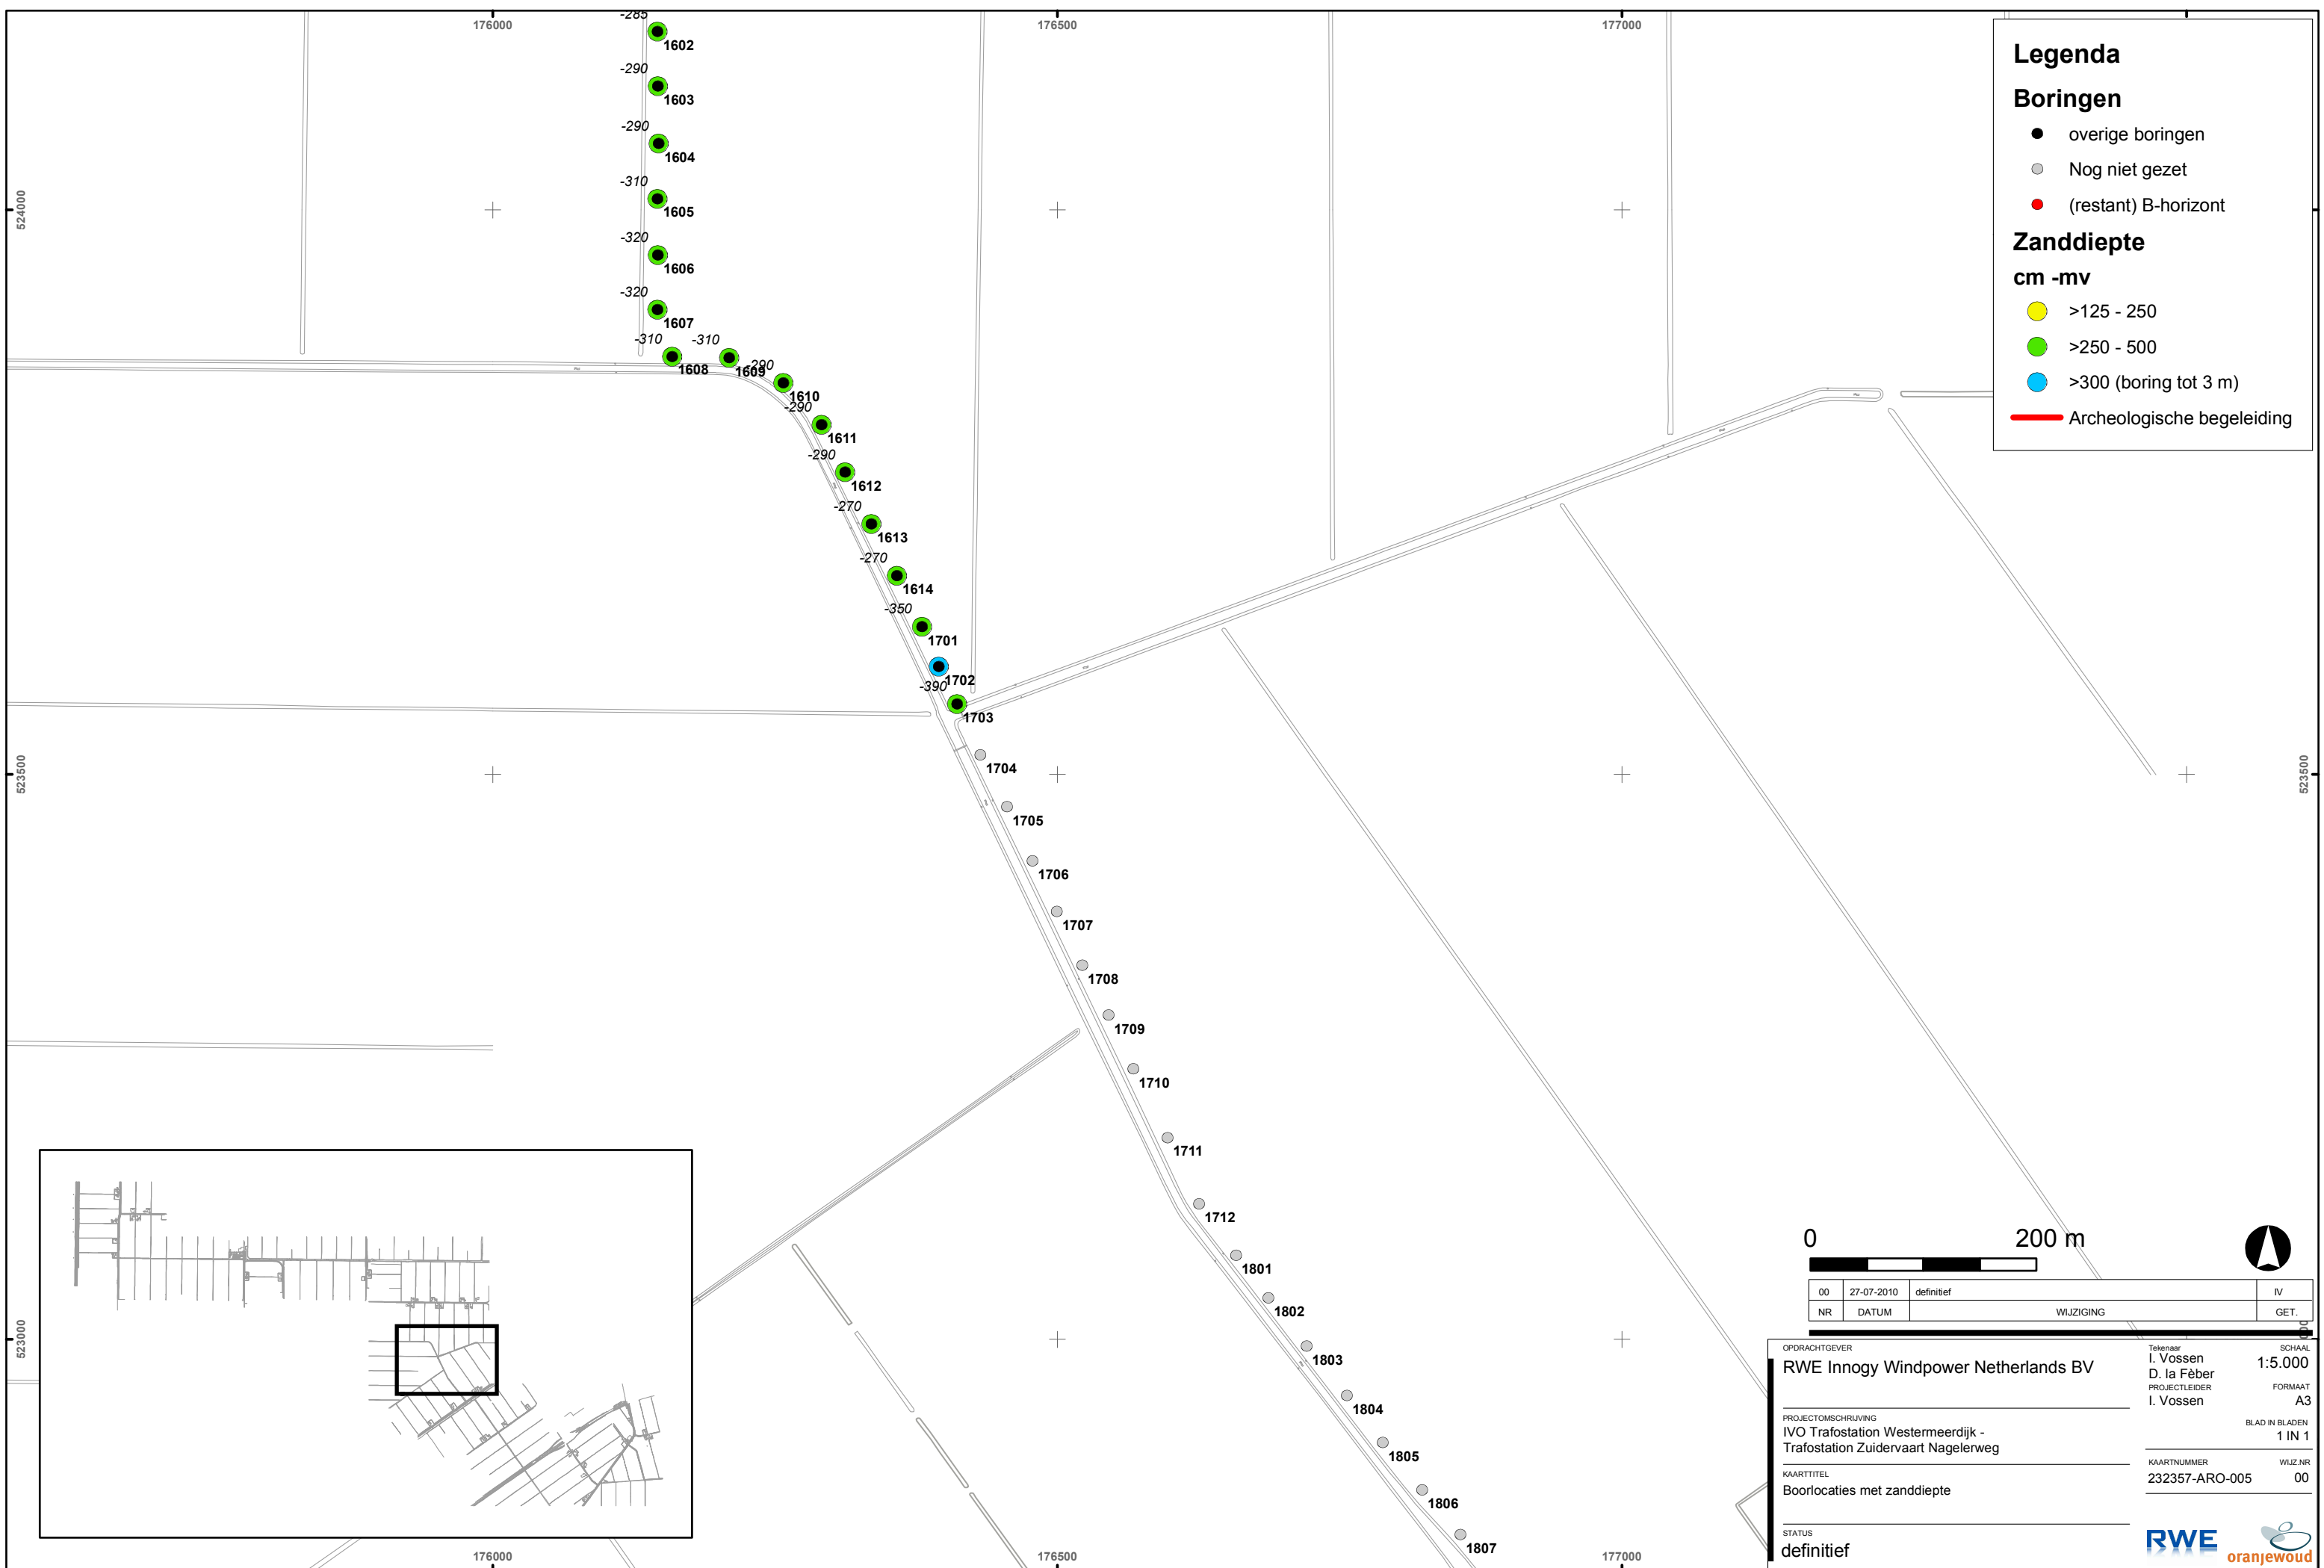 176000
176500
177000
-285
1602
-290
1603
-290
1604
-310
1605
-320
1606
-320
1607
-310
1608
-310
1609
-290
1610
-290
1611
-290
1612
-270
1613
-270
1614
-350
1701
1702
-390
1703
1704
1705
1706
1707
1708
1709
1710
1711
1712
1801
1802
1803
1804
1805
1806
1807
524000
523500
523000
523500
176000
176500
177000
Legenda
Boringen
overige boringen
Nog niet gezet
(restant) B-horizont
Zanddiepte
cm -mv
>125 - 250
>250 - 500
>300 (boring tot 3 m)
Archeologische begeleiding
0 200 m
00 27-07-2010 definitief IV
NR DATUM WIJZIGING GET.
OPDRACHTGEVER
RWE Innogy Windpower Netherlands BV
PROJECTOMSCHRIJVING
IVO Trafostation Westermeerdijk -
Trafostation Zuidervaart Nagelerweg
KAARTTITEL
Boorlocaties met zanddiepte
STATUS
definitief
Tekenaar
I. Vossen
D. la Fèber
PROJECTLEIDER
I. Vossen
SCHAAL
1:5.000
FORMAAT
A3
BLAD IN BLADEN
1 IN 1
KAARTNUMMER
232357-ARO-005
WIJZ.NR
00
RWE
oranjewoud